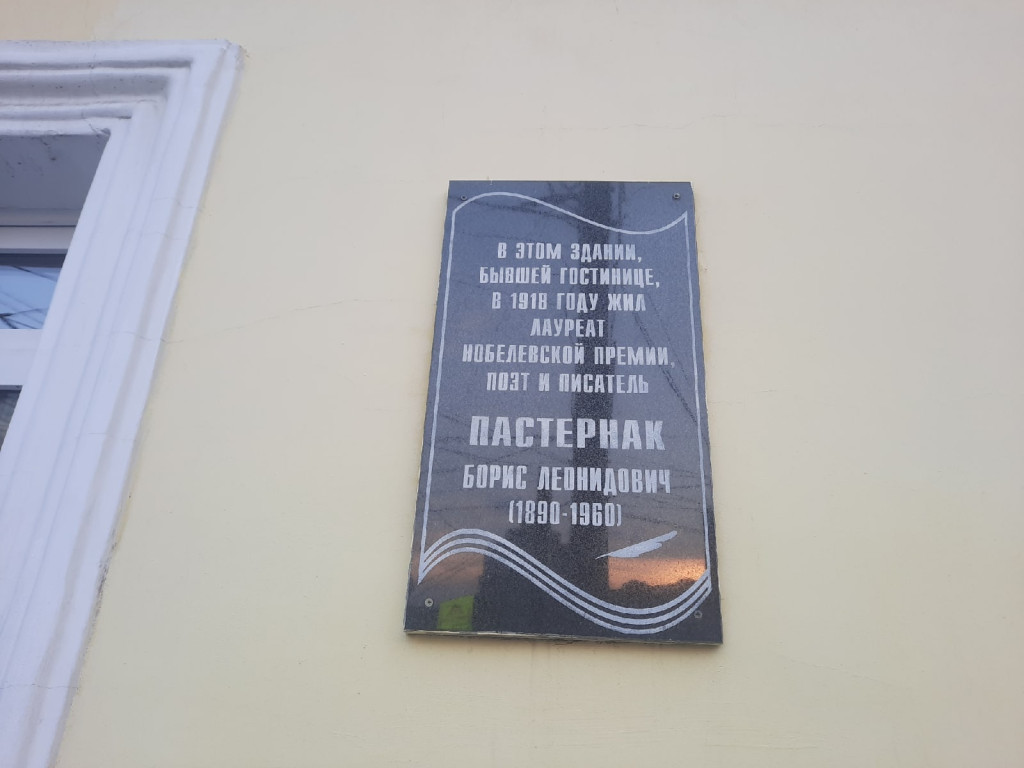 В ЭТОМ ЗДАНИИ,
БЫВШЕЙ ГОСТИНИЦЕ,
В 1918 ГОДУ ЖИЛ
ЛАУРЕАТ
НОБЕЛЕВСКОЙ ПРЕМИИ,
ПОЭТ И ПИСАТЕЛЬ
ПАСТЕРНАК
БОРИС ЛЕОНИДОВИЧ
(1890-1960)